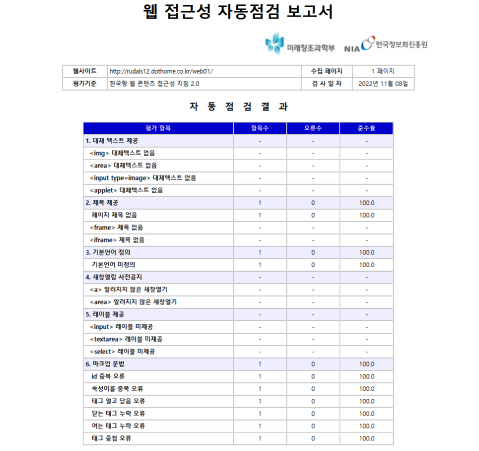 웹 접근성 자동점검 보고서
미래창조과학부 NIA 한국정보화진흥원
웹사이트 http://rudals12.dothome.co.kr/web01/ 수집 페이지 1 페이지
평가기준 한국형 웹 콘텐츠 접근성 지침 2.0 검 사 일 자 2022년 11월 08일
자 동 점 검 결 과
평가 항목 항목수 오류수 준수율
1. 대체 텍스트 제공 - - -
<img> 대체텍스트 없음 - - -
<area> 대체텍스트 없음 - - -
<input type=image> 대체텍스트 없음 - - -
<applet> 대체텍스트 없음 - - -
2. 제목 제공 1 0 100.0
페이지 제목 없음 1 0 100.0
<frame> 제목 없음 - - -
<iframe> 제목 없음 - - -
3. 기본언어 정의 1 0 100.0
기본언어 미정의 1 0 100.0
4. 새창열림 사전공지 - - -
<a> 알려지지 않은 새창열기 - - -
<area> 알려지지 않은 새창열기 - - -
5. 레이블 제공 - - -
<input> 레이블 미제공 - - -
<textarea> 레이블 미제공 - - -
<select> 레이블 미제공 - - -
6. 마크업 문법 1 0 100.0
id 중복 오류 1 0 100.0
속성이름 중복 오류 1 0 100.0
태그 열고 닫음 오류 1 0 100.0
닫는 태그 누락 오류 1 0 100.0
여는 태그 누락 오류 1 0 100.0
태그 중첩 오류 1 0 100.0